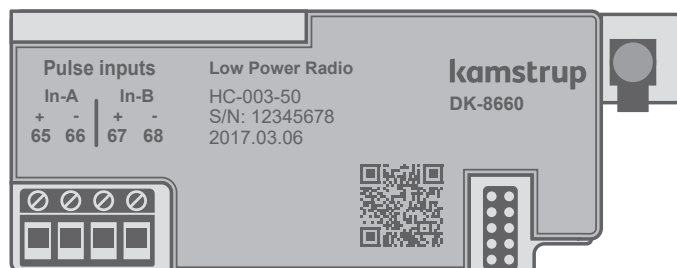 Pulse inputs
In-A In-B
+ - + -
65 66 67 68
Low Power Radio
HC-003-50
S/N: 12345678
2017.03.06
kamstrup
DK-8660